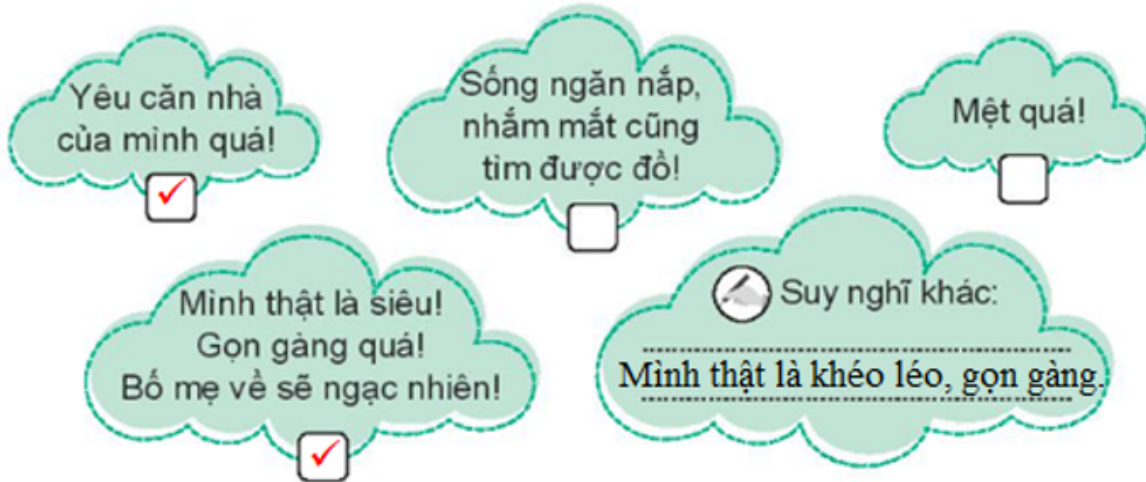 Yêu căn nhà
của mình quá!
Sống ngăn nắp,
nhắm mắt cũng
tìm được đồ!
Mệt quá!
Mình thật là siêu!
Gọn gàng quá!
Bố mẹ về sẽ ngạc nhiên!
Suy nghĩ khác:
Mình thật là khéo léo, gọn gàng.